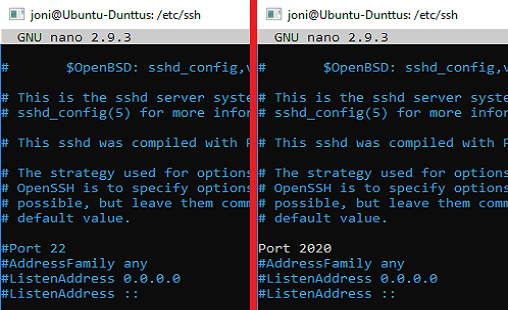 joni@Ubuntu-Dunttus: /etc/ssh
GNU nano 2.9.3
# $OpenBSD: sshd_config,v
# This is the sshd server syste
# sshd_config(5) for more infor
# This sshd was compiled with P
# The strategy used for options
# OpenSSH is to specify options
# possible, but leave them comm
# default value.
#Port 22
#AddressFamily any
#ListenAddress 0.0.0.0
#ListenAddress ::
joni@Ubuntu-Dunttus: /etc/ssh
GNU nano 2.9.3
# $OpenBSD: sshd_config,v
# This is the sshd server syste
# sshd_config(5) for more infor
# This sshd was compiled with P
# The strategy used for options
# OpenSSH is to specify options
# possible, but leave them comm
# default value.
Port 2020
#AddressFamily any
#ListenAddress 0.0.0.0
#ListenAddress ::